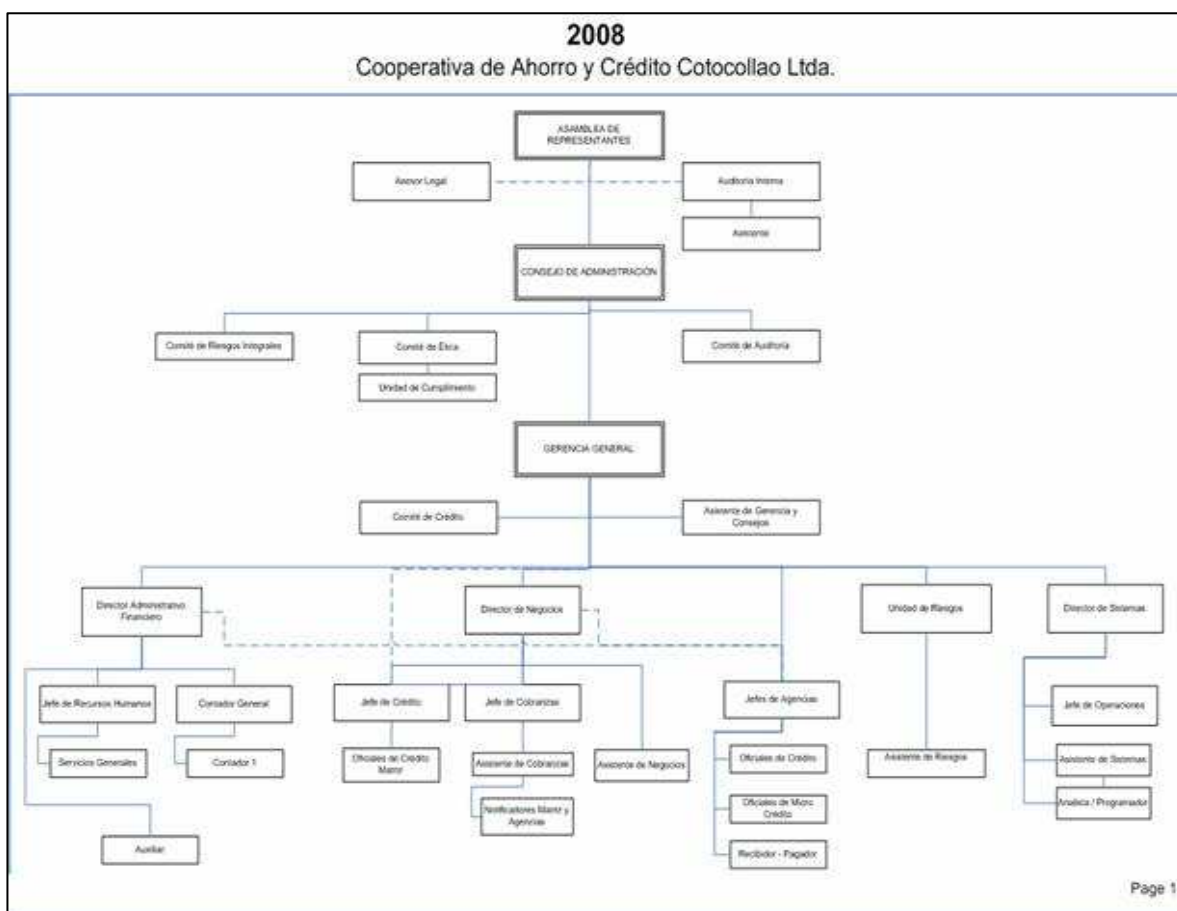 2008
Cooperativa de Ahorro y Crédito Cotocollao Ltda.
ASAMBLEA DE
REPRESENTANTES
Asesor Legal
Auditoría Interna
Asistente
CONSEJO DE ADMINISTRACIÓN
Comité de Riesgos Integrales
Comité de Ética
Comité de Auditoría
Unidad de Cumplimiento
GERENCIA GENERAL
Comité de Crédito
Asistente de Gerencia y
Consejos
Director Administrativo
Financiero
Director de Negocios
Unidad de Riesgos
Director de Sistemas
Jefe de Recursos Humanos
Contador General
Jefe de Crédito
Jefe de Cobranzas
Jefes de Agencias
Jefe de Operaciones
Servicios Generales
Contador 1
Oficiales de Crédito
Matriz
Asistente de Cobranzas
Asistente de Negocios
Oficiales de Crédito
Asistente de Riesgos
Asistente de Sistemas
Notificadores Matriz y
Agencias
Oficiales de Micro
Crédito
Analista / Programador
Auxiliar
Recibidor - Pagador
Page 1